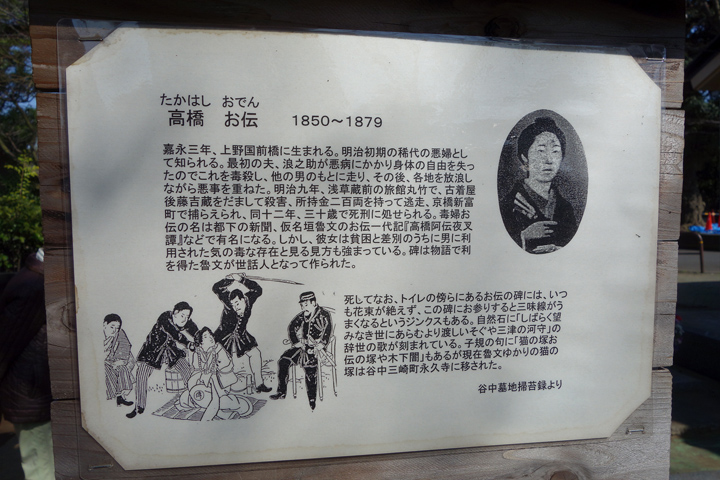 たかはし　おでん
高橋　お伝　　1850～1879
嘉永三年、上野国前橋に生まれる。明治初期の稀代の悪婦とし
て知られる。最初の夫、浪之助が悪病にかかり身体の自由を失っ
たのでこれを毒殺し、他の男のもとに走り、その後、各地を放浪し
ながら悪事を重ねた。明治九年、浅草蔵前の旅館丸竹で、古着屋
後藤吉蔵をだまして殺害、所持金二百両を持って逃走、京橋新富
町で捕らえられ、同十二年、三十歳で死刑に処せられる。毒婦お
伝の名は都下の新聞、仮名垣魯文のお伝一代記『高橋阿伝夜叉
譚』などで有名になる。しかし、彼女は貧困と差別のうちに男に利
用された気の毒な存在と見る見方も強まっている。碑は物語で利
を得た魯文が世話人となって作られた。
死してなお、トイレの傍らにあるお伝の碑には、いつ
も花束が絶えず、この碑にお参りすると三味線がう
まくなるというジンクスもある。自然石に「しばらく望
みなき世にあらむより渡しいそぐや三津の河守」の
辞世の歌が刻まれている。子規の句に「猫の塚お
伝の塚や木下闇」もあるが現在魯文ゆかりの猫の
塚は谷中三崎町永久寺に移された。
谷中墓地掃苔録より